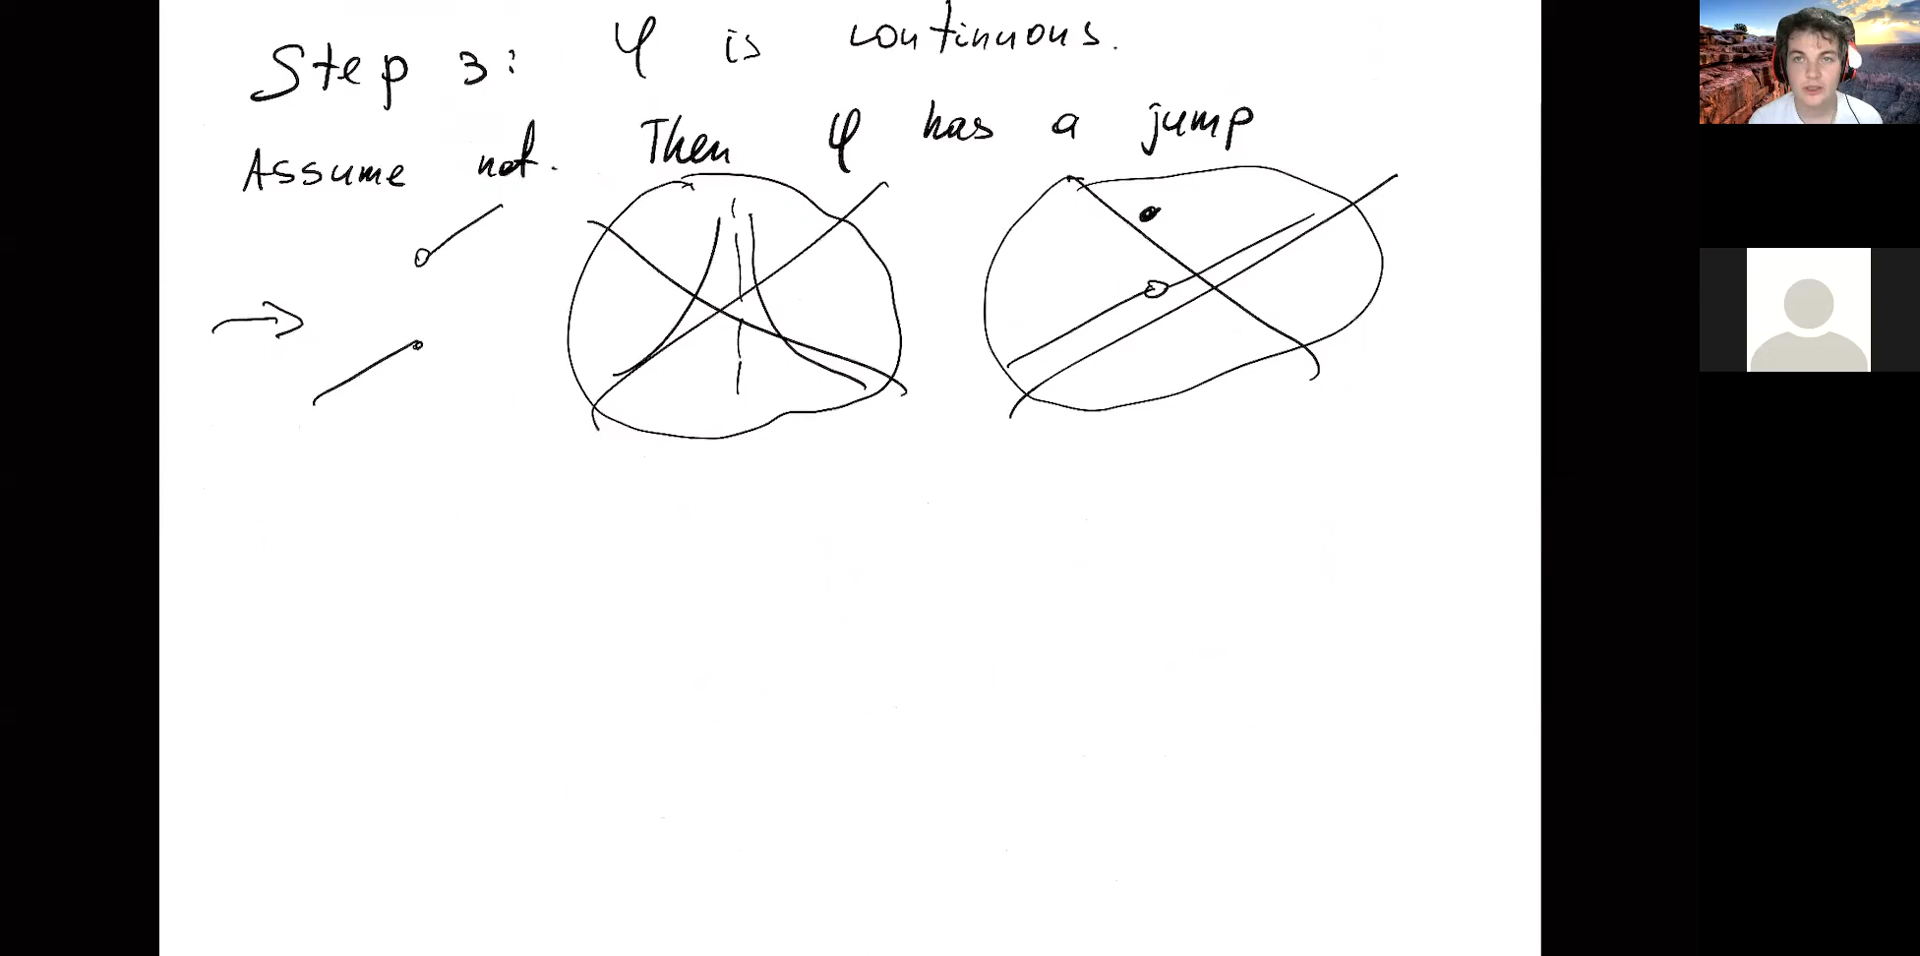 Step 3: φ is continuous.
Assume not. Then φ has a jump